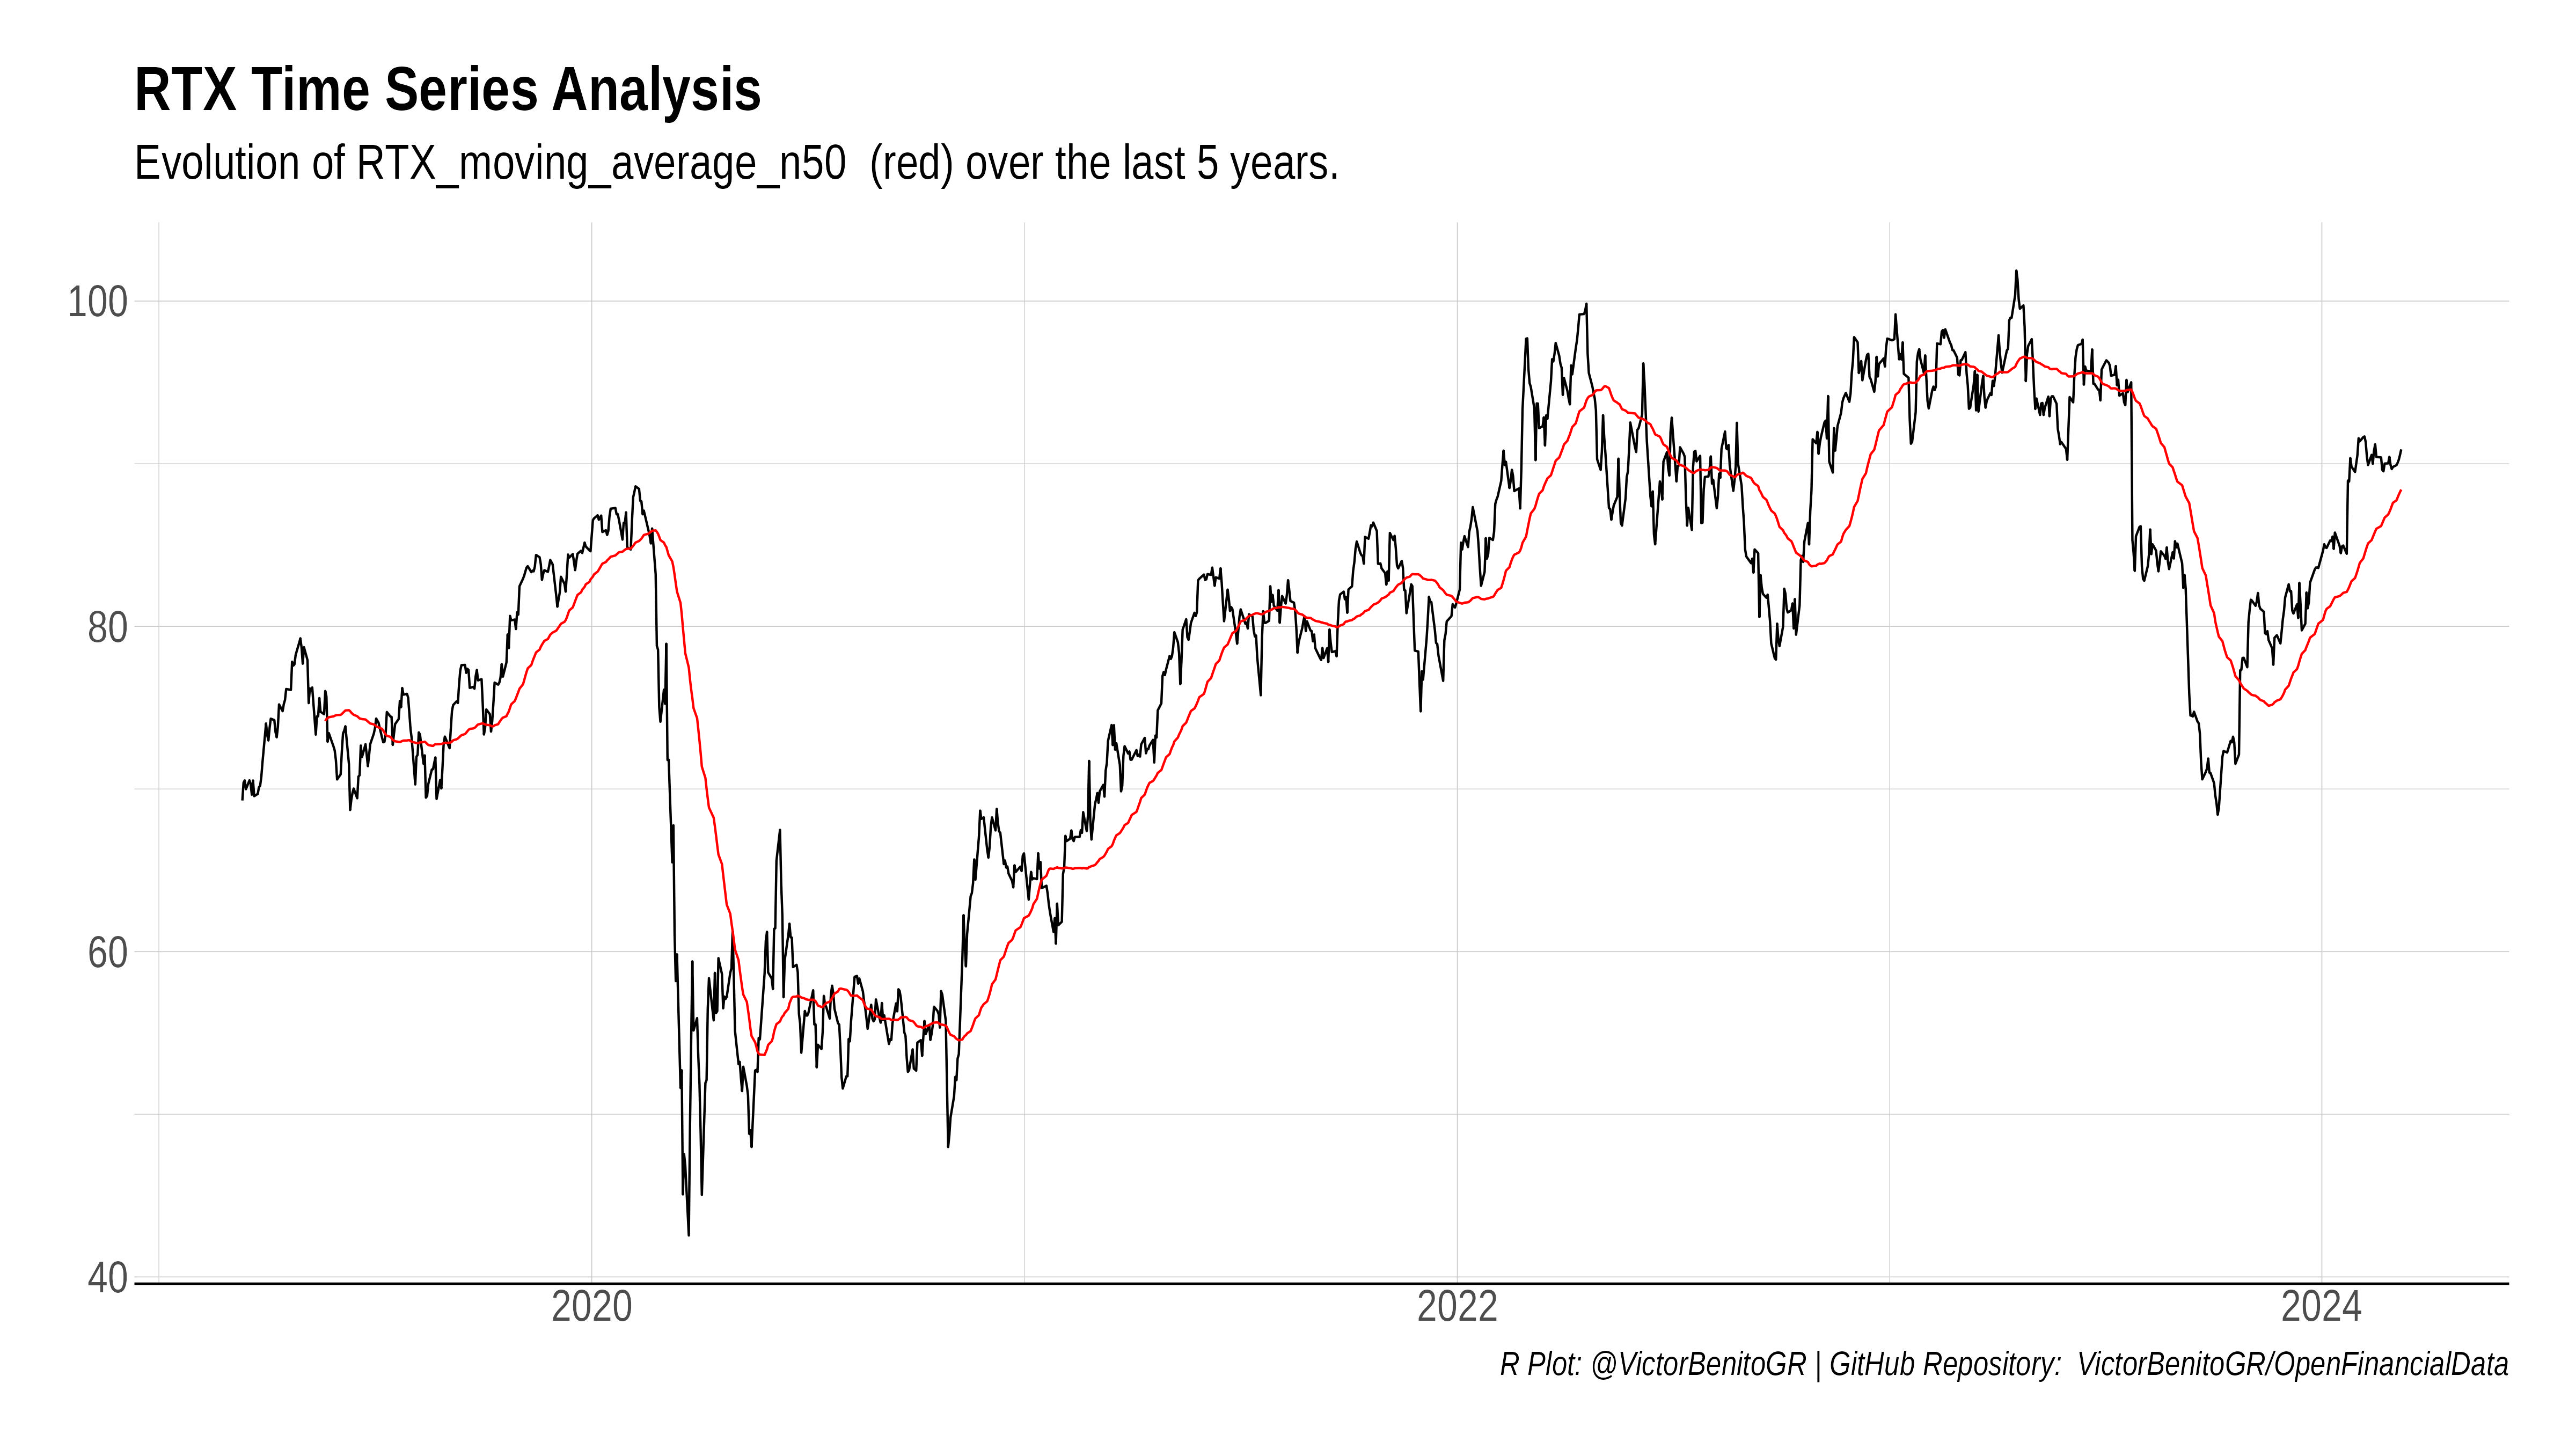 RTX Time Series Analysis
Evolution of RTX_moving_average_n50  (red) over the last 5 years.
100
80
60
40
2020
2022
2024
R Plot: @VictorBenitoGR | GitHub Repository:  VictorBenitoGR/OpenFinancialData